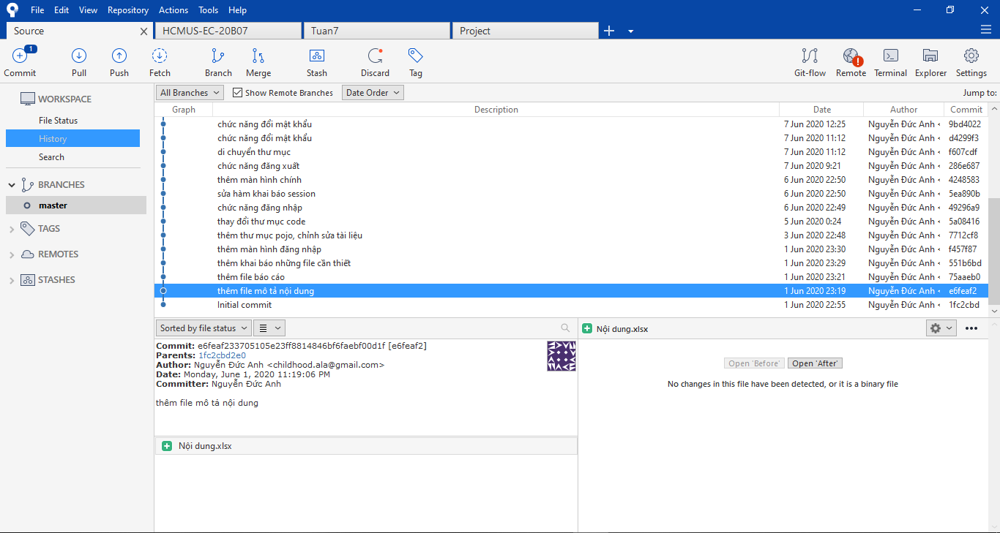 File Edit View Repository Actions Tools Help
Source HCMUS-EC-20B07 Tuan7 Project
1
Commit Pull Push Fetch Branch Merge Stash Discard Tag Git-flow Remote Terminal Explorer Settings
WORKSPACE
File Status
History
Search
BRANCHES
master
TAGS
REMOTES
STASHES
All Branches Show Remote Branches Date Order Jump to:
Graph Description Date Author Commit
chức năng đổi mật khẩu 7 Jun 2020 12:25 Nguyễn Đức Anh < 9bd4022
chức năng đổi mật khẩu 7 Jun 2020 11:12 Nguyễn Đức Anh < d4299f3
di chuyển thư mục 7 Jun 2020 11:12 Nguyễn Đức Anh < f607cdf
chức năng đăng xuất 7 Jun 2020 9:21 Nguyễn Đức Anh < 286e687
thêm màn hình chính 6 Jun 2020 22:50 Nguyễn Đức Anh < 4248583
sửa hàm khai báo session 6 Jun 2020 22:50 Nguyễn Đức Anh < 5ea890b
chức năng đăng nhập 6 Jun 2020 22:49 Nguyễn Đức Anh < 49296a9
thay đổi thư mục code 5 Jun 2020 0:24 Nguyễn Đức Anh < 5a08416
thêm thư mục pojo, chỉnh sửa tài liệu 3 Jun 2020 22:48 Nguyễn Đức Anh < 7712cf8
thêm màn hình đăng nhập 1 Jun 2020 23:30 Nguyễn Đức Anh < f457f87
thêm khai báo những file cần thiết 1 Jun 2020 23:29 Nguyễn Đức Anh < 551b6bd
thêm file báo cáo 1 Jun 2020 23:21 Nguyễn Đức Anh < 75aaeb0
thêm file mô tả nội dung 1 Jun 2020 23:19 Nguyễn Đức Anh < e6feaf2
Initial commit 1 Jun 2020 22:55 Nguyễn Đức Anh < 1fc2cbd
Sorted by file status
Commit: e6feaf233705105e23ff8814846bf6faebf00d1f [e6feaf2]
Parents: 1fc2cbd2e0
Author: Nguyễn Đức Anh <childhood.ala@gmail.com>
Date: Monday, June 1, 2020 11:19:06 PM
Committer: Nguyễn Đức Anh
thêm file mô tả nội dung
Nội dung.xlsx
Nội dung.xlsx
Open 'Before' Open 'After'
No changes in this file have been detected, or it is a binary file